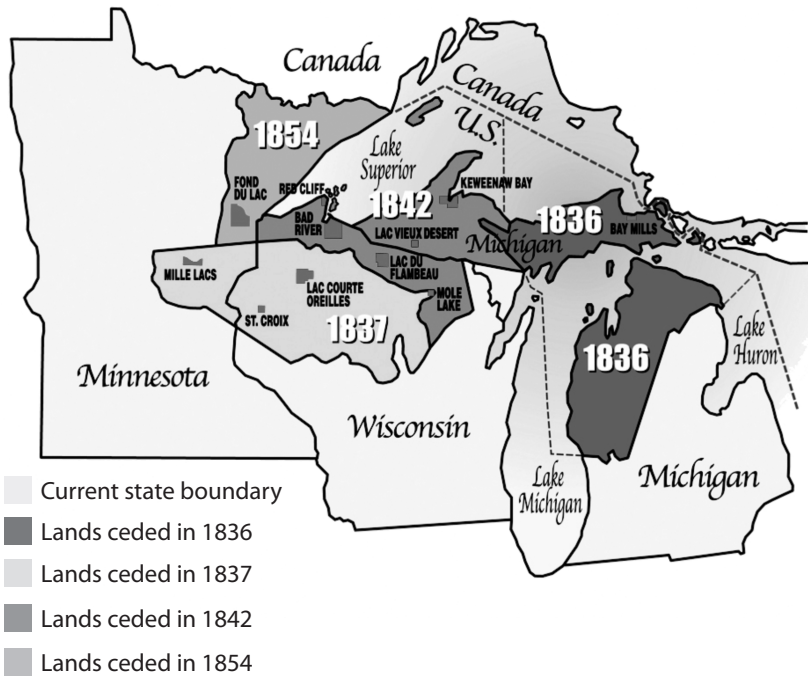 Canada
Canada
U.S.
1854
Lake
Superior
FOND
DU LAC
RED CLIFF
KEWEENAW BAY
1842
1836
BAD
RIVER
LAC VIEUX DESERT
BAY MILLS
Michigan
MILLE LACS
LAC DU
FLAMBEAU
LAC COURTE
OREILLES
MOLE
LAKE
ST. CROIX
1837
Lake
Huron
1836
Minnesota
Wisconsin
Lake
Michigan
Michigan
Current state boundary
Lands ceded in 1836
Lands ceded in 1837
Lands ceded in 1842
Lands ceded in 1854